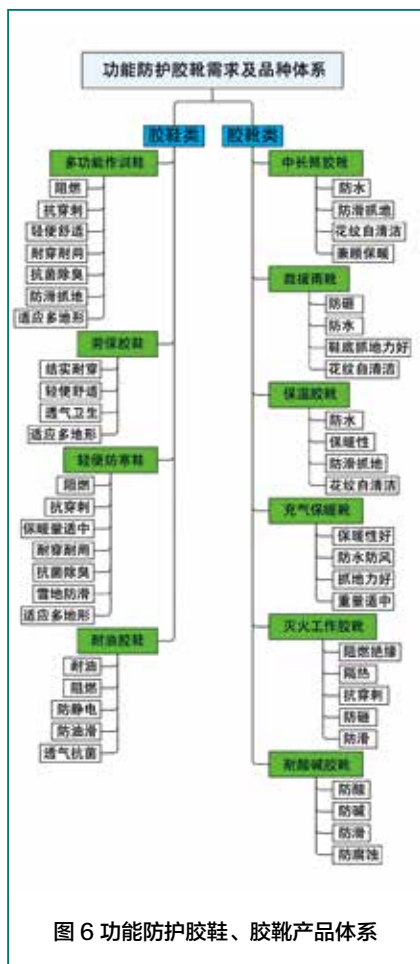 功能防护胶靴需求及品种体系
胶鞋类
多功能作训鞋
阻燃
抗穿刺
轻便舒适
耐穿耐用
抗菌除臭
防滑抓地
适应多地形
劳保胶鞋
结实耐穿
轻便舒适
透气卫生
适应多地形
轻便防寒鞋
阻燃
抗穿刺
保暖量适中
耐穿耐用
抗菌除臭
雪地防滑
适应多地形
耐油胶鞋
耐油
阻燃
防静电
防油滑
透气抗菌
胶靴类
中长筒胶靴
防水
防滑抓地
花纹自清洁
兼顾保暖
救援雨靴
防砸
防水
鞋底抓地力好
花纹自清洁
保温胶靴
防水
保暖性
防滑抓地
花纹自清洁
充气保暖靴
保暖性好
防水防风
抓地力好
重量适中
灭火工作胶靴
阻燃绝缘
隔热
抗穿刺
防砸
防滑
耐酸碱胶靴
防酸
防碱
防滑
防腐蚀
图 6 功能防护胶鞋、胶靴产品体系